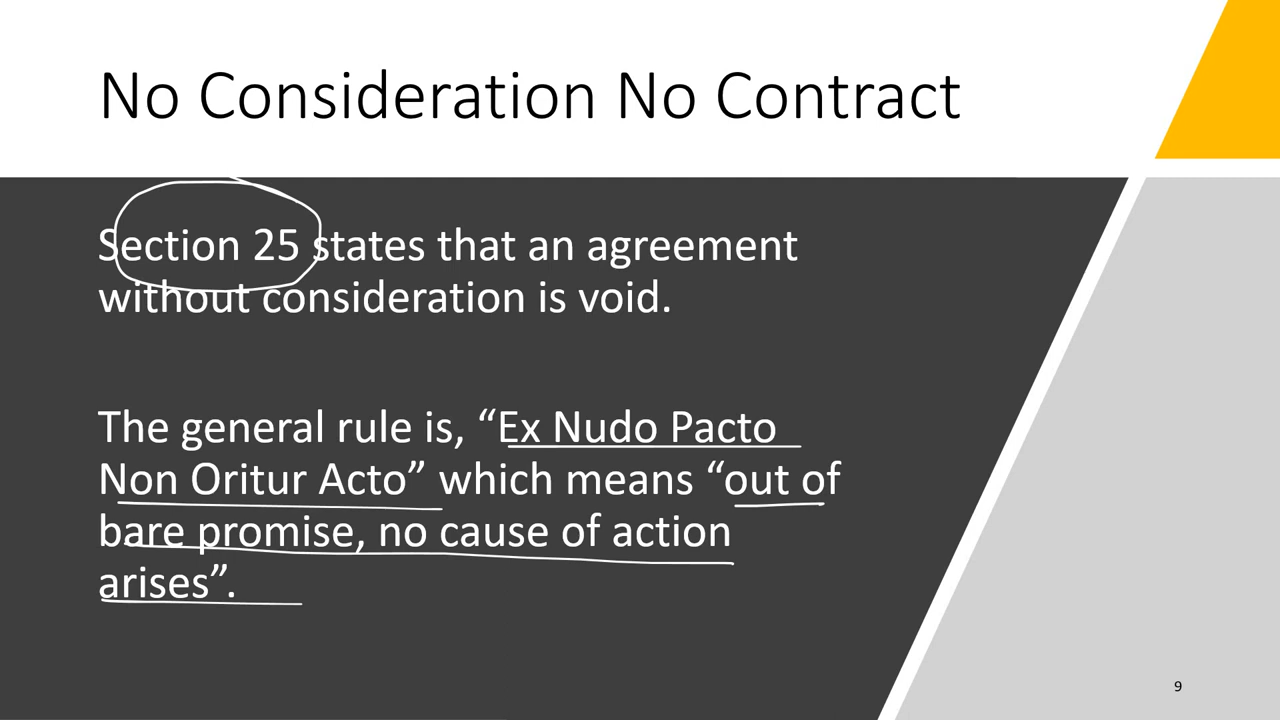 No Consideration No Contract
Section 25 states that an agreement
without consideration is void.
The general rule is, “Ex Nudo Pacto
Non Oritur Acto” which means “out of
bare promise, no cause of action
arises”.
9